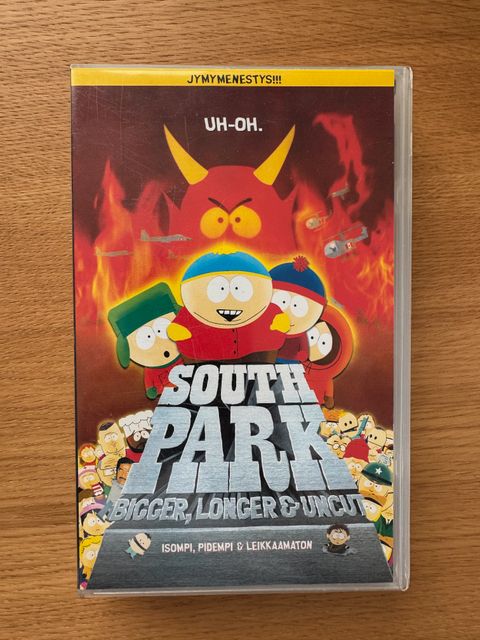 JYMYMENESTYS!!!
UH-OH.
SOUTH
PARK
BIGGER, LONGER & UNCUT
ISOMPI, PIDEMPI & LEIKKAAMATON